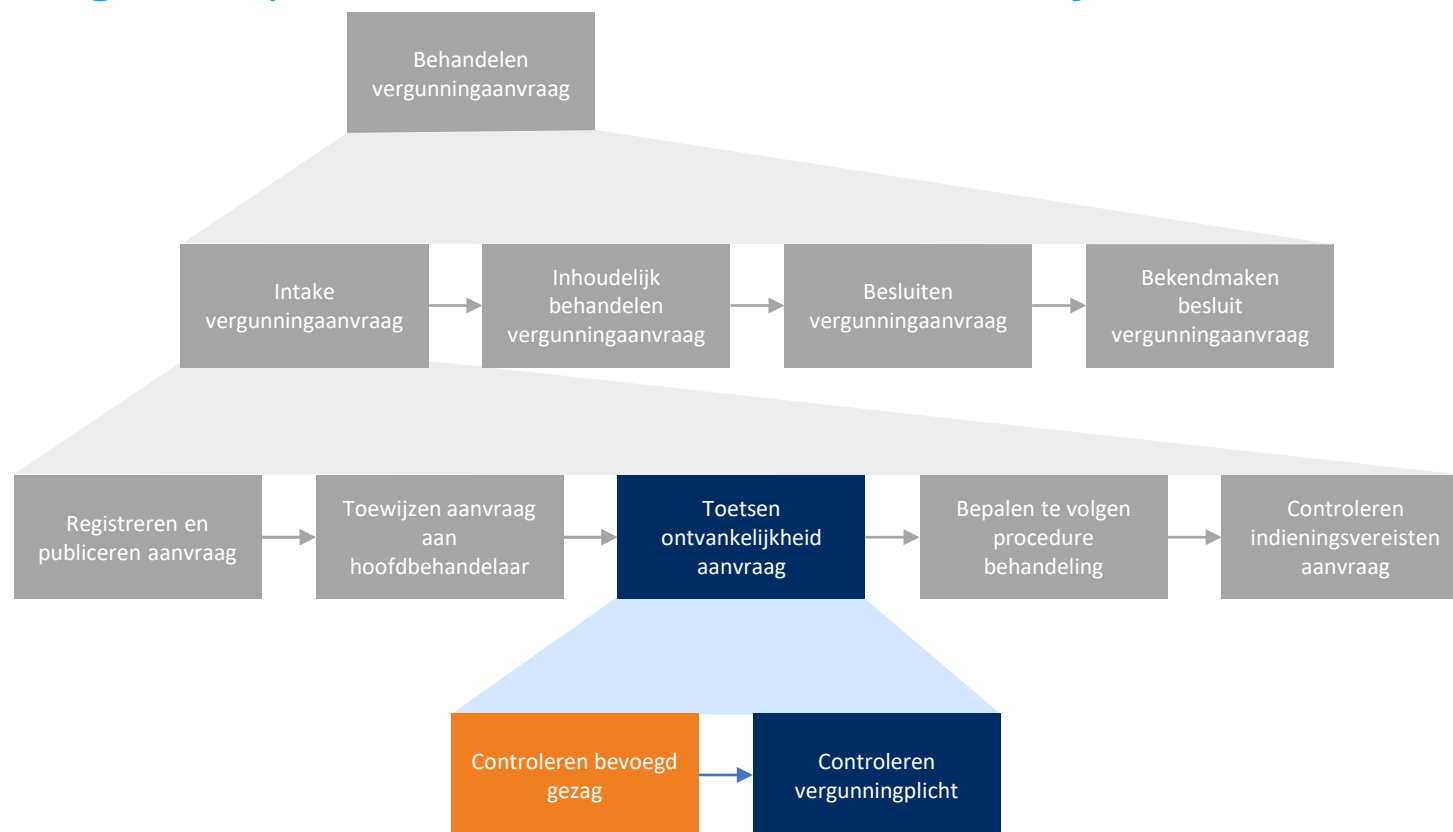 Behandelen
vergunningaanvraag
Intake
vergunningaanvraag
Inhoudelijk
behandelen
vergunningaanvraag
Besluiten
vergunningaanvraag
Bekendmaken
besluit
vergunningaanvraag
Registreren en
publiceren aanvraag
Toewijzen aanvraag
aan
hoofdbehandelaar
Toetsen
ontvankelijkheid
aanvraag
Bepalen te volgen
procedure
behandeling
Controleren
indieningsvereisten
aanvraag
Controleren bevoegd
gezag
Controleren
vergunningplicht